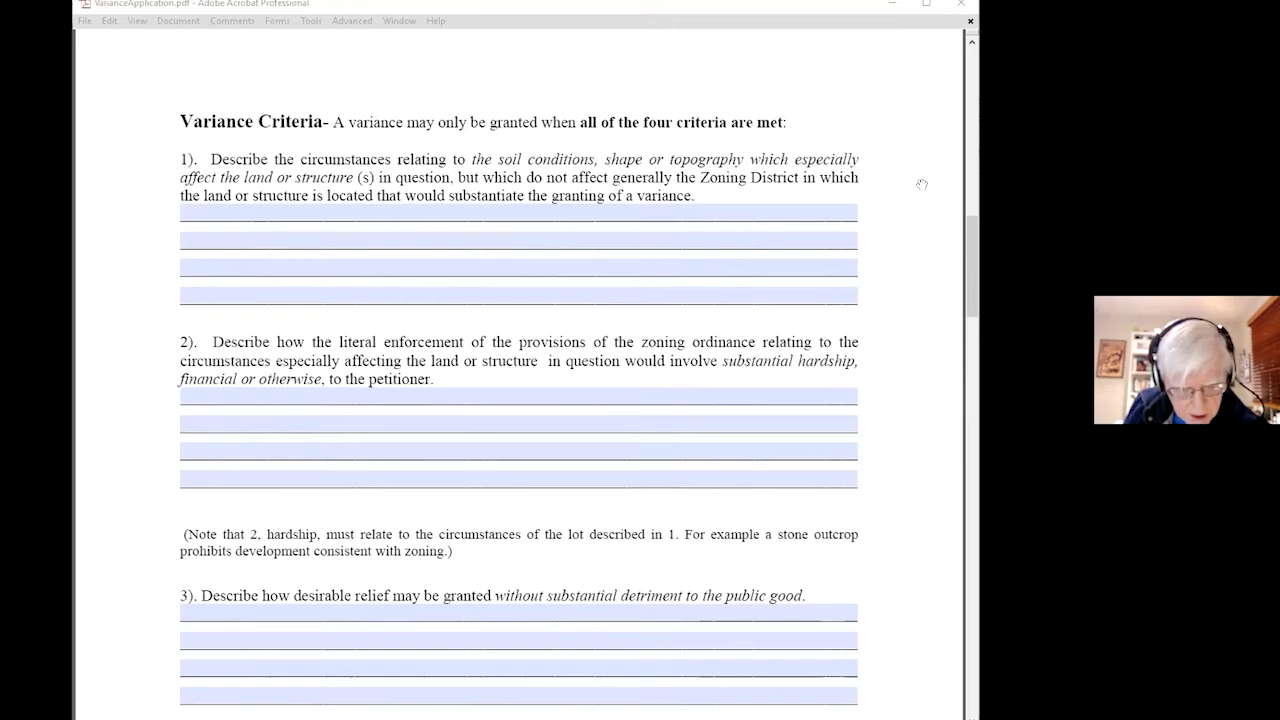 VarianceApplication.pdf - Adobe Acrobat Professional
File Edit View Document Comments Forms Tools Advanced Window Help
Variance Criteria- A variance may only be granted when all of the four criteria are met:
1). Describe the circumstances relating to the soil conditions, shape or topography which especially
affect the land or structure (s) in question, but which do not affect generally the Zoning District in which
the land or structure is located that would substantiate the granting of a variance.
2). Describe how the literal enforcement of the provisions of the zoning ordinance relating to the
circumstances especially affecting the land or structure in question would involve substantial hardship,
financial or otherwise, to the petitioner.
(Note that 2, hardship, must relate to the circumstances of the lot described in 1. For example a stone outcrop
prohibits development consistent with zoning.)
3). Describe how desirable relief may be granted without substantial detriment to the public good.